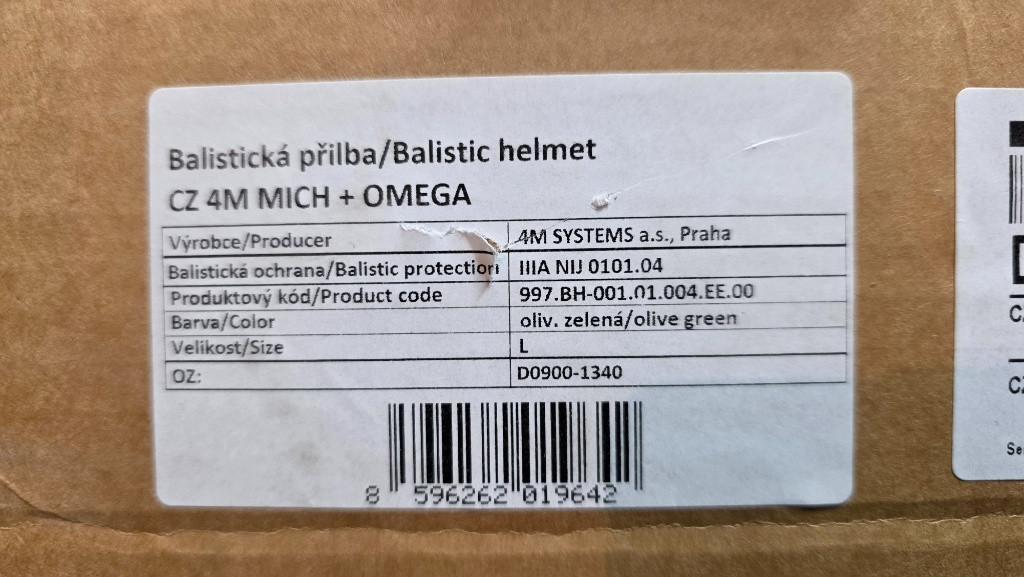 Balistická přilba/Balistic helmet
CZ 4M MICH + OMEGA
Výrobce/Producer 4M SYSTEMS a.s., Praha
Balistická ochrana/Balistic protection IIIA NIJ 0101.04
Produktový kód/Product code 997.BH-001.01.004.EE.00
Barva/Color oliv. zelená/olive green
Velikost/Size L
OZ: D0900-1340
8 596262 019642